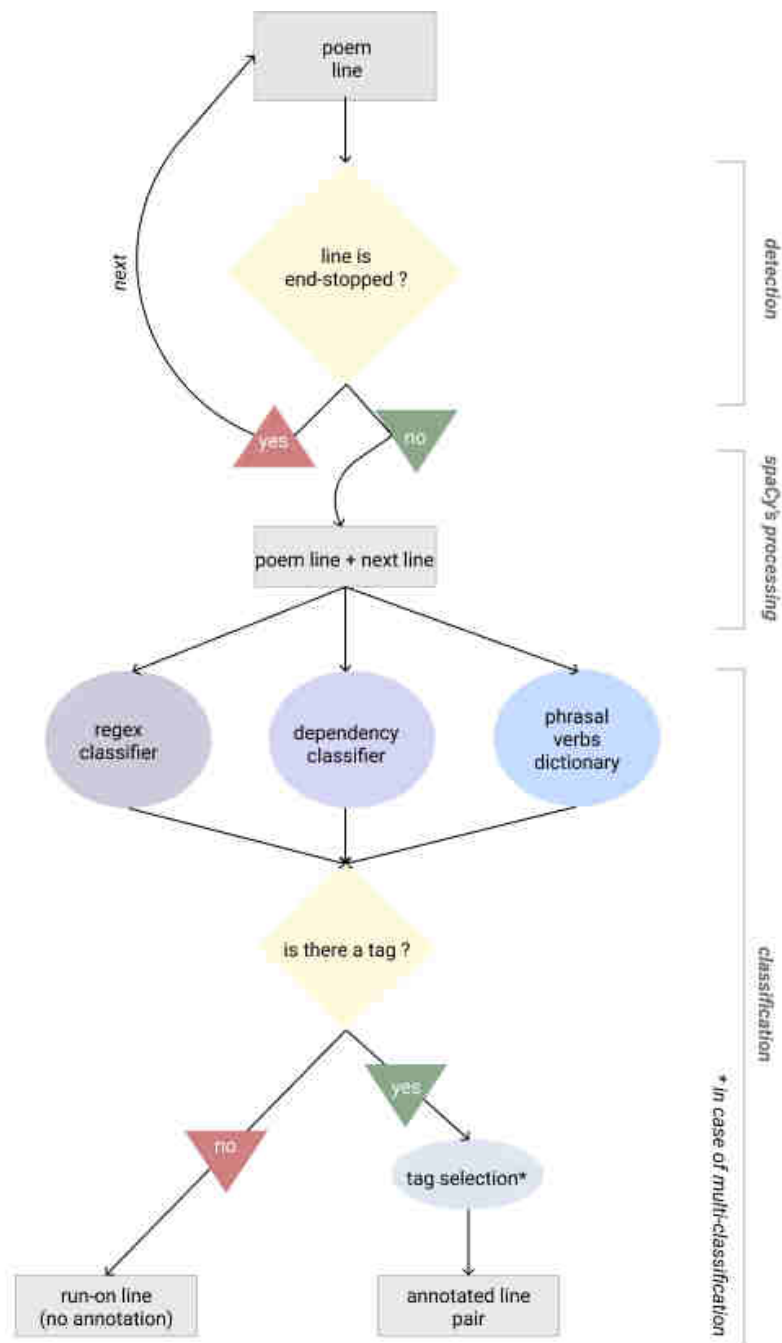 poem
line
line is
end-stopped ?
next
yes
no
poem line + next line
regex
classifier
dependency
classifier
phrasal
verbs
dictionary
is there a tag ?
yes
no
tag selection*
run-on line
(no annotation)
annotated line
pair
detection
spaCy's processing
classification
* in case of multi-classification